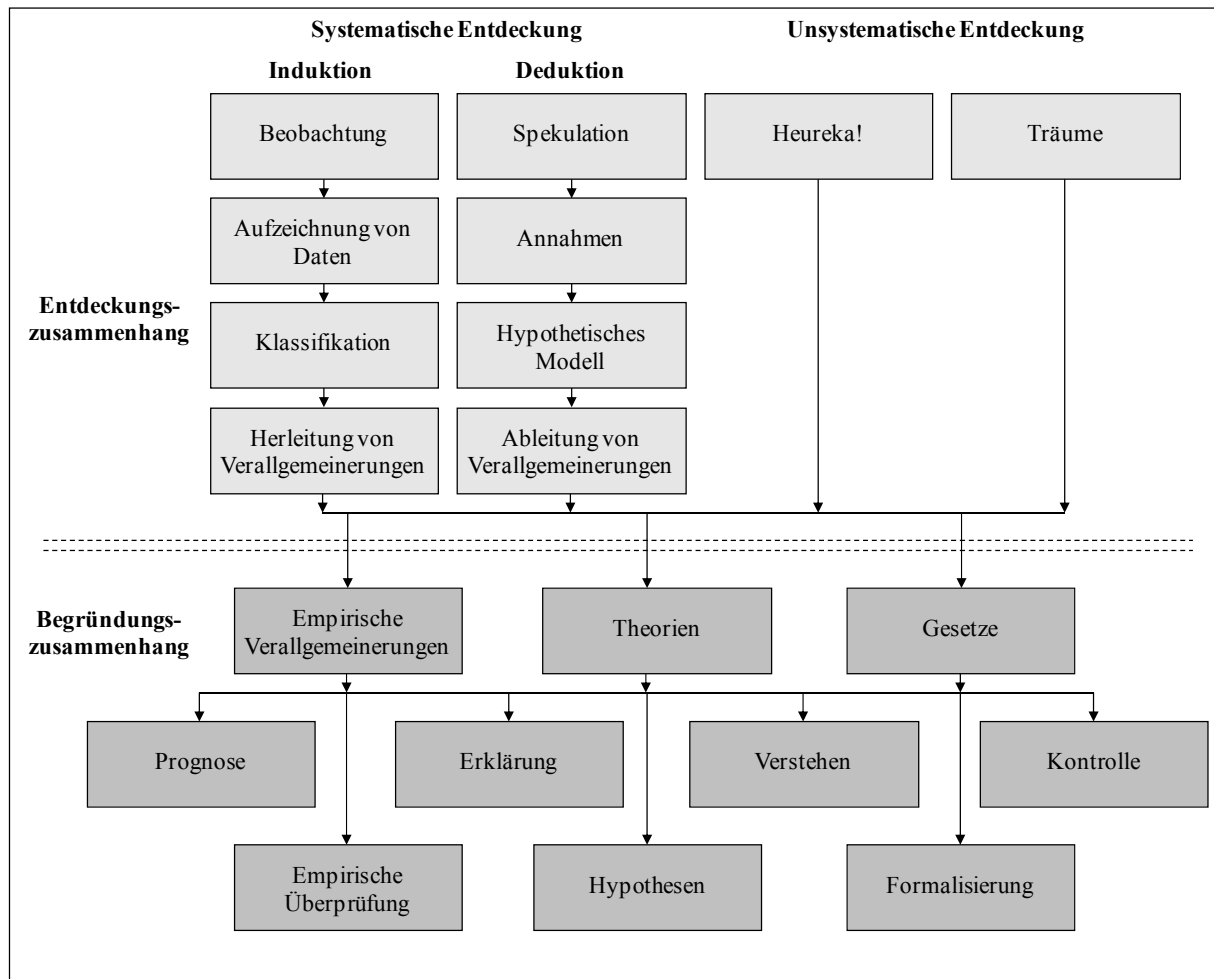 Systematische Entdeckung
Unsystematische Entdeckung
Induktion
Deduktion
Beobachtung
Spekulation
Heureka!
Träume
Aufzeichnung von
Daten
Annahmen
Entdeckungs-
zusammenhang
Klassifikation
Hypothetisches
Modell
Herleitung von
Verallgemeinerungen
Ableitung von
Verallgemeinerungen
Begründungs-
zusammenhang
Empirische
Verallgemeinerungen
Theorien
Gesetze
Prognose
Erklärung
Verstehen
Kontrolle
Empirische
Überprüfung
Hypothesen
Formalisierung